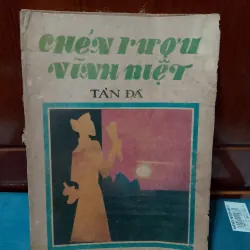 CHÉN RƯỢU
VĨNH BIỆT
TẢN ĐÀ